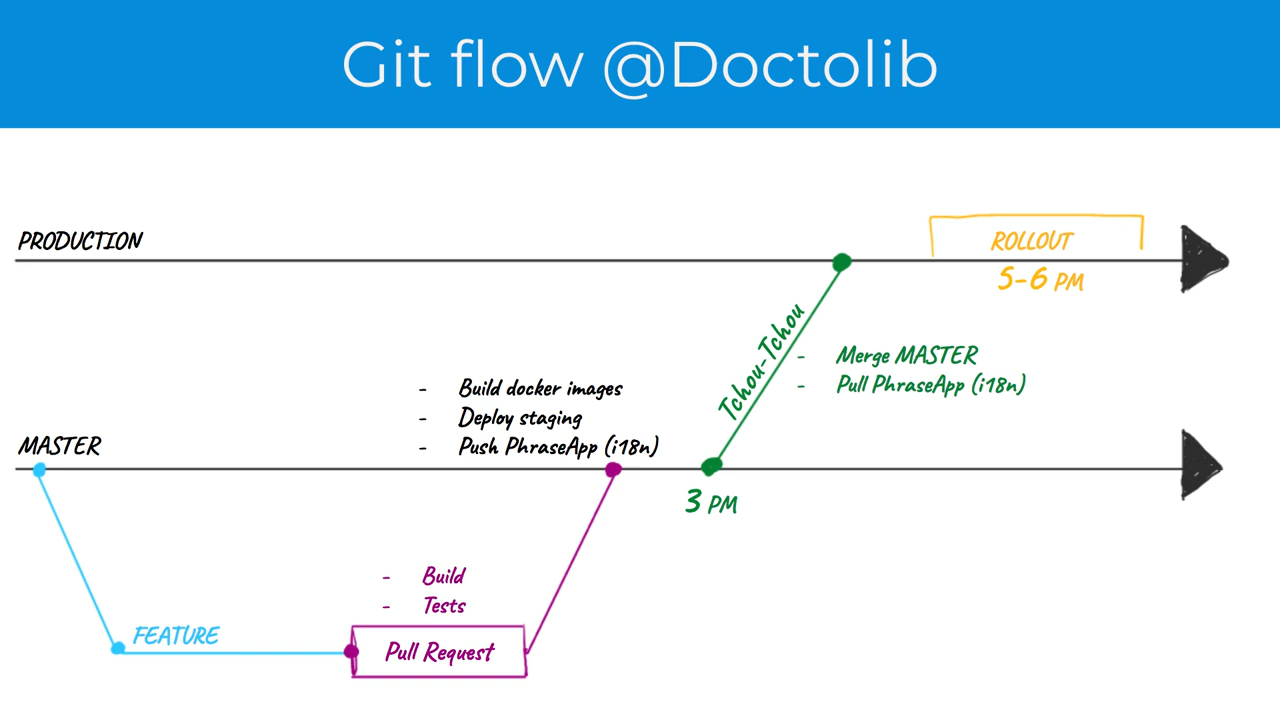 Git flow @Doctolib
PRODUCTION
ROLLOUT
5-6 PM
Tchou-Tchou
- Merge MASTER
- Pull PhraseApp (i18n)
- Build docker images
- Deploy staging
- Push PhraseApp (i18n)
MASTER
3 PM
- Build
- Tests
FEATURE
Pull Request